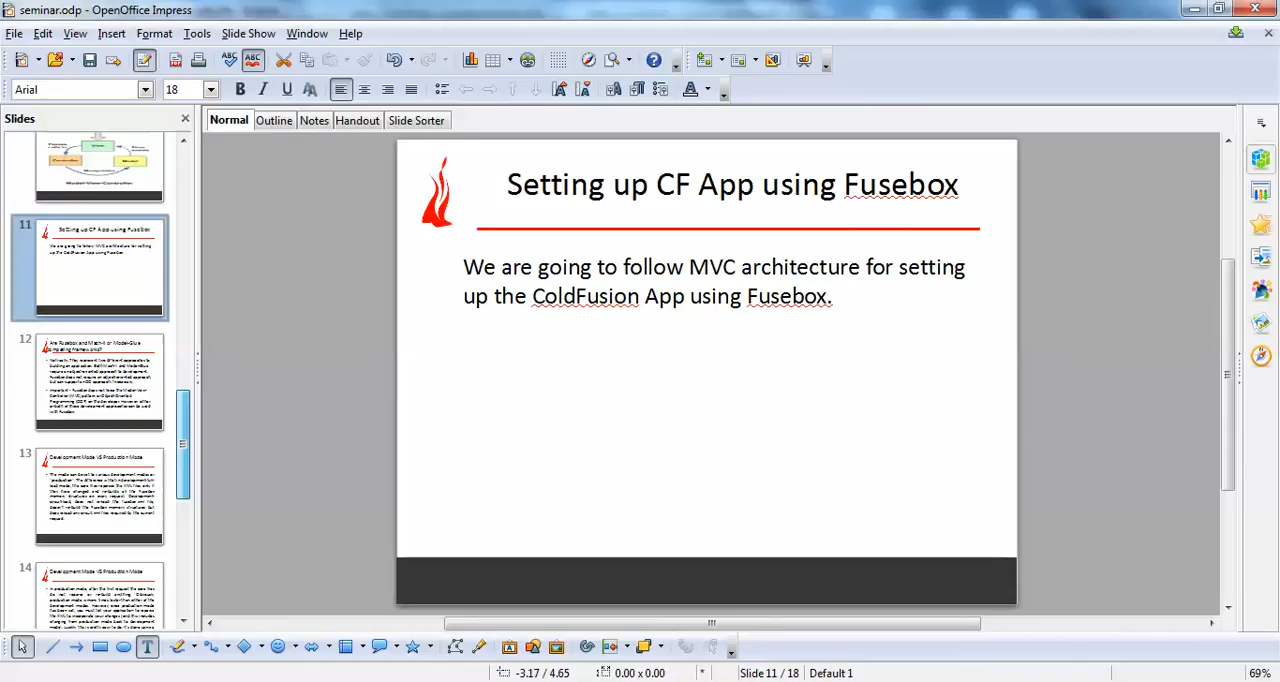 seminar.odp - OpenOffice Impress
File Edit View Insert Format Tools Slide Show Window Help
Arial 18
Slides
Normal Outline Notes Handout Slide Sorter
Model-View-Controller
11
Setting up CF App using Fusebox
We are going to follow MVC architecture for setting
up the ColdFusion App using Fusebox
12
Are Fusebox and Mach-II or Model-Glue
competing frameworks?
13
Development Mode VS Production Mode
14
Development Mode VS Production Mode
Setting up CF App using Fusebox
We are going to follow MVC architecture for setting
up the ColdFusion App using Fusebox.
-3.17 / 4.65 0.00 x 0.00 * Slide 11 / 18 Default 1 69%